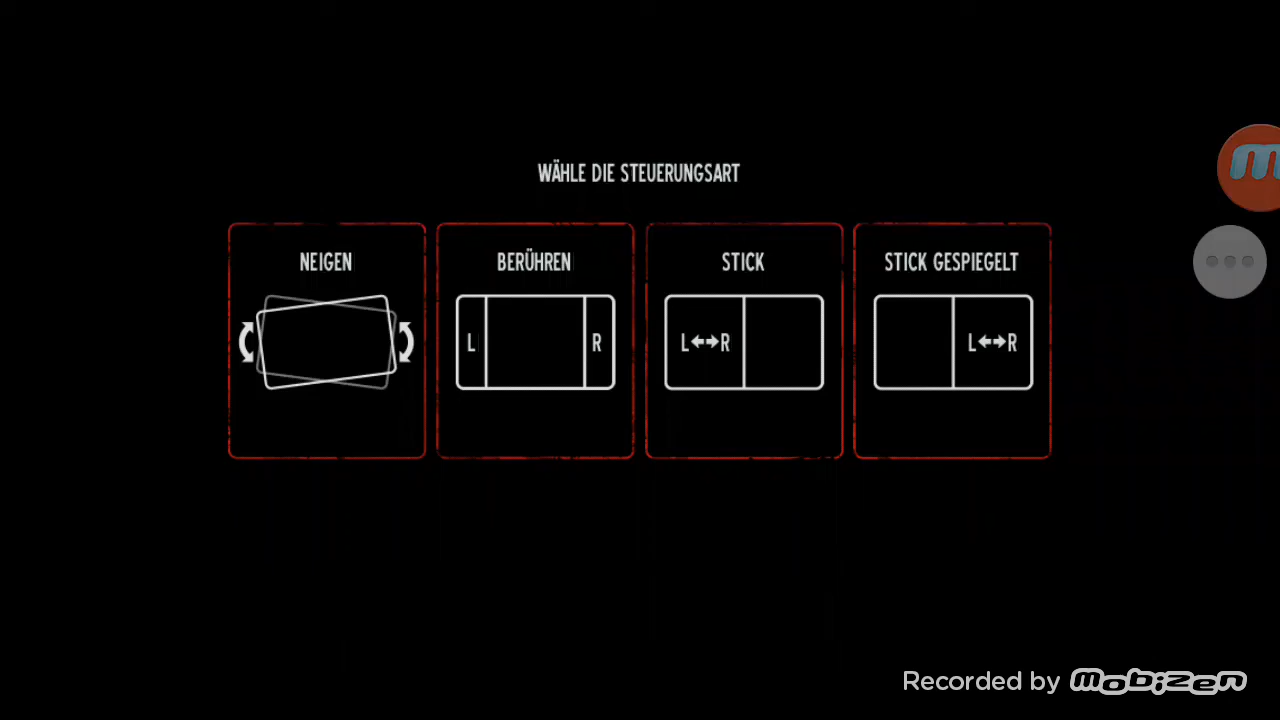 WÄHLE DIE STEUERUNGSART
NEIGEN
BERÜHREN
STICK
STICK GESPIEGELT
L R
L R
L R
Recorded by mobizen